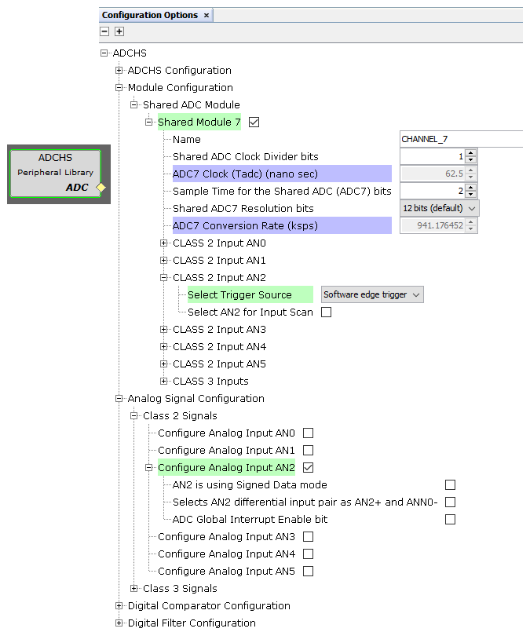 Configuration Options ×
ADCHS
ADCHS Configuration
Module Configuration
Shared ADC Module
Shared Module 7
Name CHANNEL_7
Shared ADC Clock Divider bits 1
ADC7 Clock (Tadc) (nano sec) 62.5
Sample Time for the Shared ADC (ADC7) bits 2
Shared ADC7 Resolution bits 12 bits (default)
ADC7 Conversion Rate (ksps) 941.176452
CLASS 2 Input AN0
CLASS 2 Input AN1
CLASS 2 Input AN2
Select Trigger Source Software edge trigger
Select AN2 for Input Scan
CLASS 2 Input AN3
CLASS 2 Input AN4
CLASS 2 Input AN5
CLASS 3 Inputs
Analog Signal Configuration
Class 2 Signals
Configure Analog Input AN0
Configure Analog Input AN1
Configure Analog Input AN2
AN2 is using Signed Data mode
Selects AN2 differential input pair as AN2+ and ANN0-
ADC Global Interrupt Enable bit
Configure Analog Input AN3
Configure Analog Input AN4
Configure Analog Input AN5
Class 3 Signals
Digital Comparator Configuration
Digital Filter Configuration
ADCHS
Peripheral Library
ADC